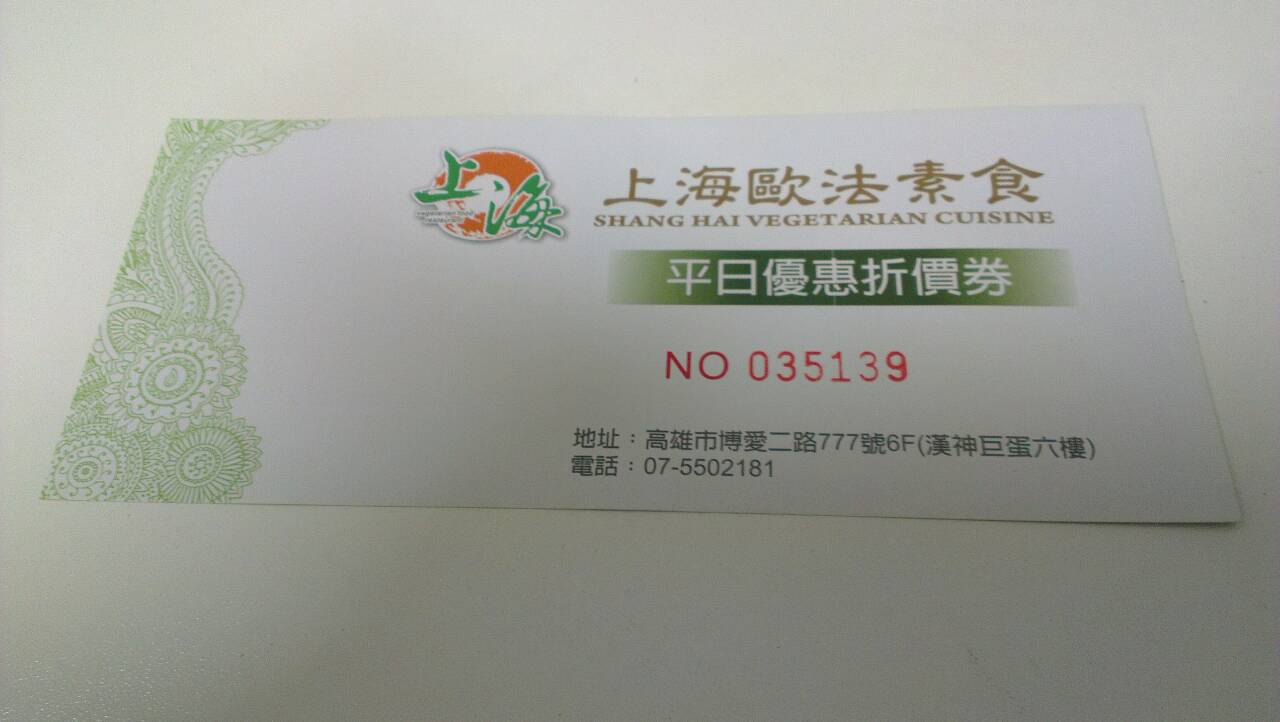 上海
上海歐法素食
SHANG HAI VEGETARIAN CUISINE
平日優惠折價券
NO 035139
地址：高雄市博愛二路777號6F(漢神巨蛋六樓)
電話：07-5502181